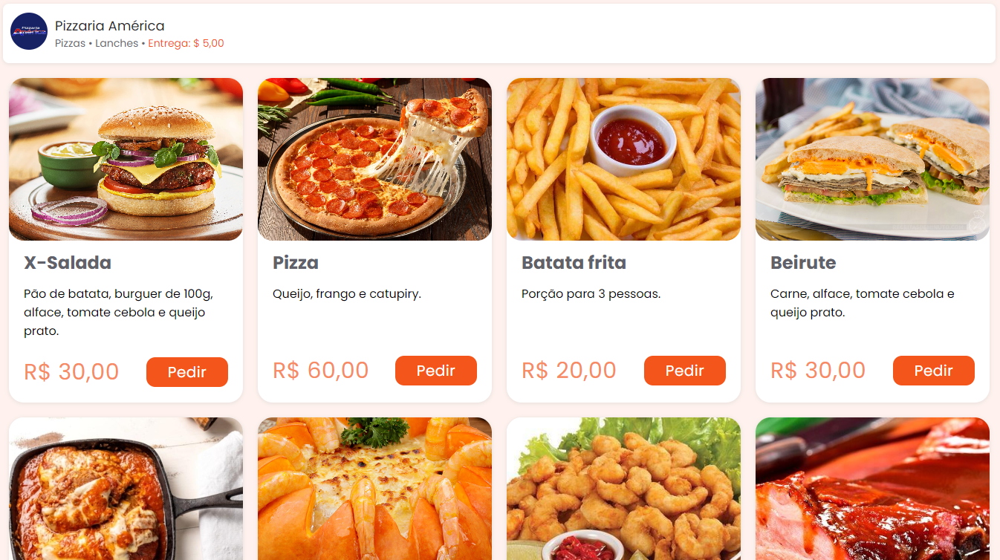 Pizzaria América
Pizzas • Lanches • Entrega: $ 5,00
Pizzaria
América
X-Salada
Pão de batata, burguer de 100g,
alface, tomate cebola e queijo
prato.
R$ 30,00
Pedir
Pizza
Queijo, frango e catupiry.
R$ 60,00
Pedir
Batata frita
Porção para 3 pessoas.
R$ 20,00
Pedir
Beirute
Carne, alface, tomate cebola e
queijo prato.
R$ 30,00
Pedir